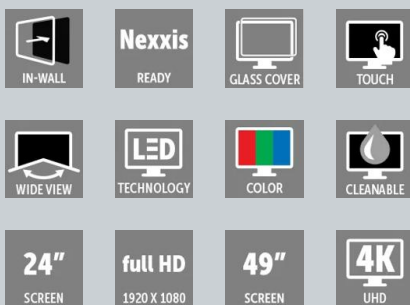 Nexxis
IN-WALL
READY
GLASS COVER
TOUCH
LED
WIDE VIEW
TECHNOLOGY
COLOR
CLEANABLE
24"
full HD
49"
4K
SCREEN
1920 X 1080
SCREEN
UHD